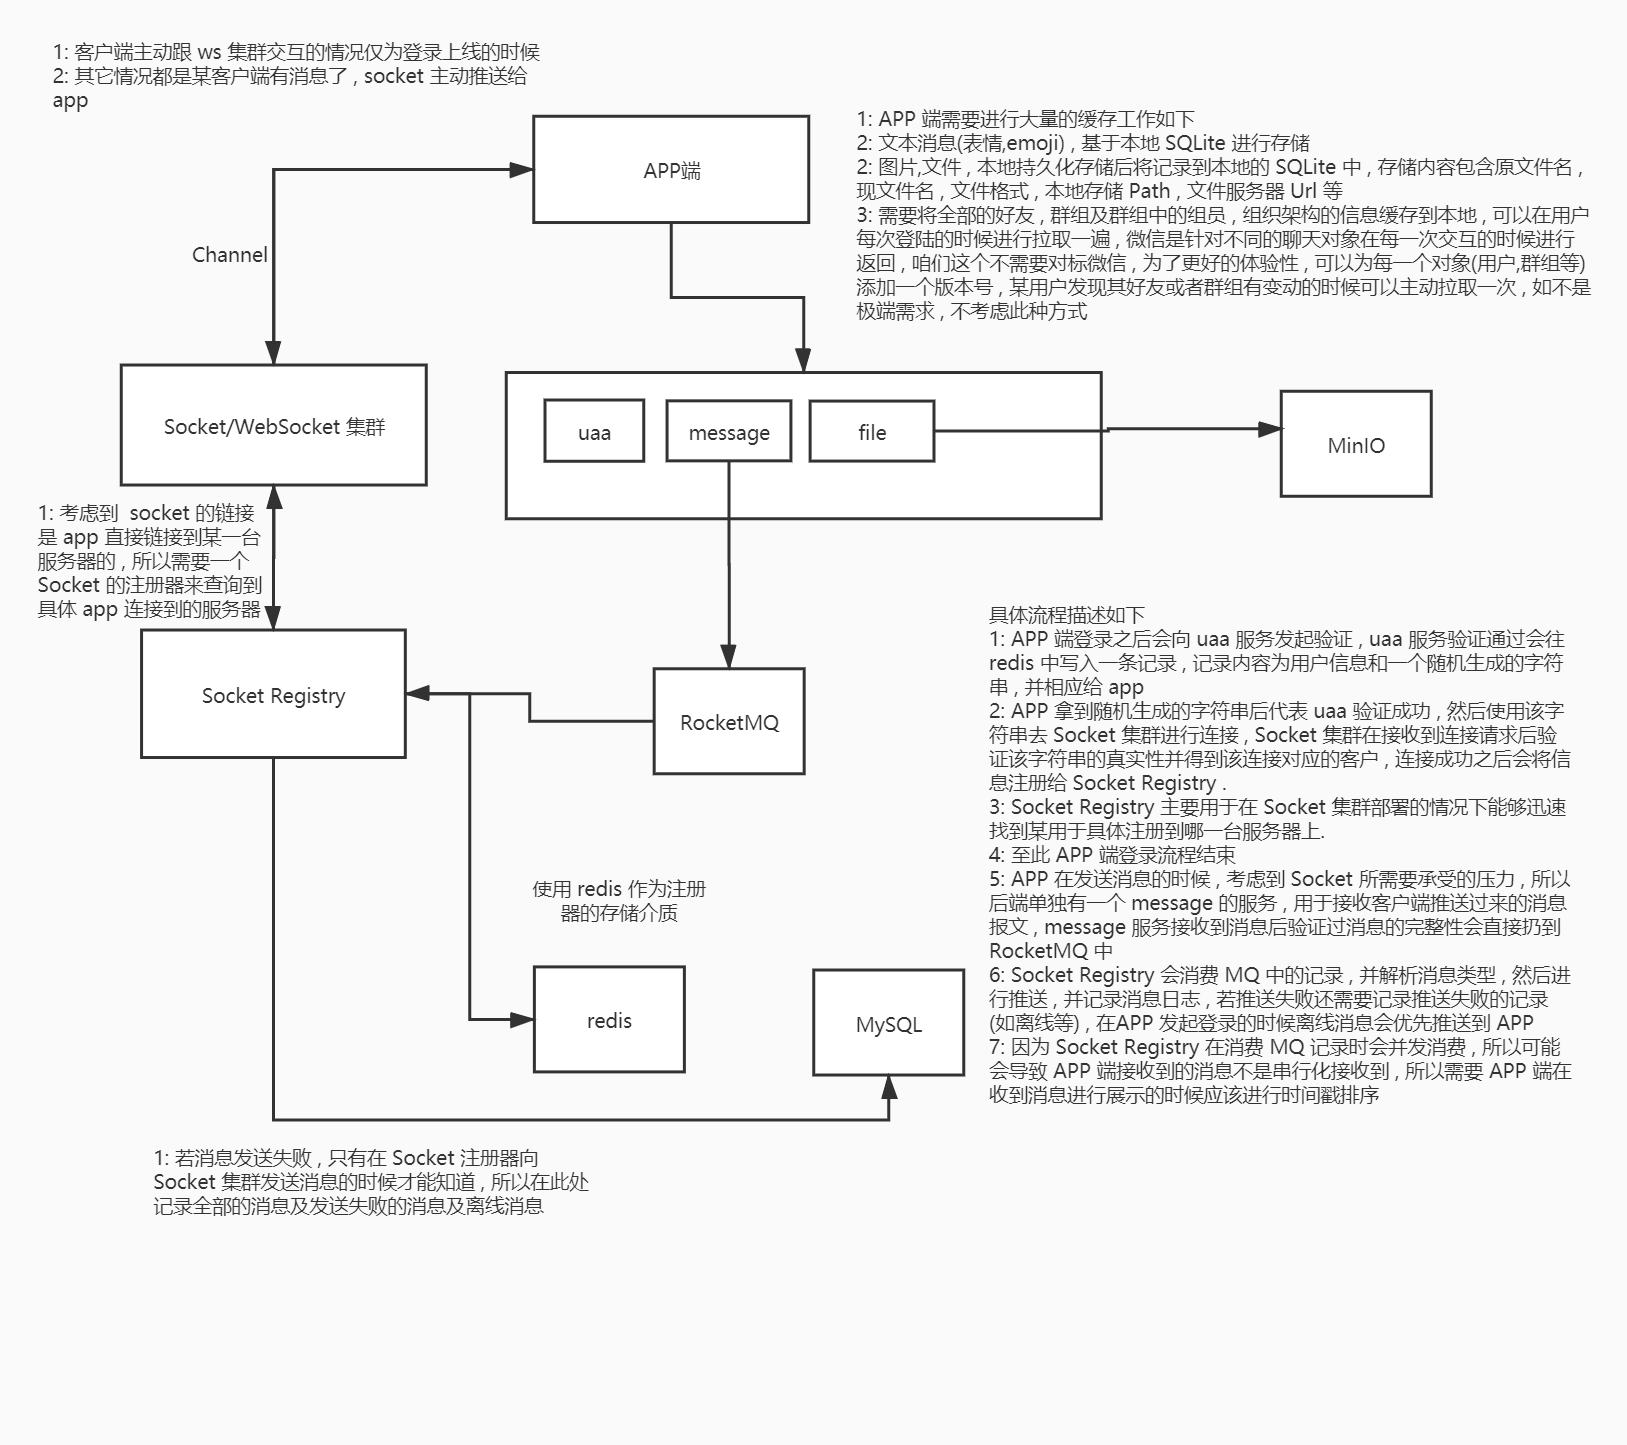 1: 客户端主动跟 ws 集群交互的情况仅为登录上线的时候
2: 其它情况都是某客户端有消息了 , socket 主动推送给
app
1: APP 端需要进行大量的缓存工作如下
2: 文本消息(表情,emoji) , 基于本地 SQLite 进行存储
2: 图片,文件 , 本地持久化存储后将记录到本地的 SQLite 中 , 存储内容包含原文件名 ,
现文件名 , 文件格式 , 本地存储 Path , 文件服务器 Url 等
3: 需要将全部的好友 , 群组及群组中的组员 , 组织架构的信息缓存到本地 , 可以在用户
每次登陆的时候进行拉取一遍 , 微信是针对不同的聊天对象在每一次交互的时候进行
返回 , 咱们这个不需要对标微信 , 为了更好的体验性 , 可以为每一个对象(用户,群组等)
添加一个版本号 , 某用户发现其好友或者群组有变动的时候可以主动拉取一次 , 如不是
极端需求 , 不考虑此种方式
APP端
Channel
Socket/WebSocket 集群
uaa
message
file
MinIO
1: 考虑到  socket 的链接
是 app 直接链接到某一台
服务器的 , 所以需要一个
Socket 的注册器来查询到
具体 app 连接到的服务器
Socket Registry
RocketMQ
具体流程描述如下
1: APP 端登录之后会向 uaa 服务发起验证 , uaa 服务验证通过会往
redis 中写入一条记录 , 记录内容为用户信息和一个随机生成的字符
串 , 并相应给 app
2: APP 拿到随机生成的字符串后代表 uaa 验证成功 , 然后使用该字
符串去 Socket 集群进行连接 , Socket 集群在接收到连接请求后验
证该字符串的真实性并得到该连接对应的客户 , 连接成功之后会将信
息注册给 Socket Registry .
3: Socket Registry 主要用于在 Socket 集群部署的情况下能够迅速
找到某用于具体注册到哪一台服务器上.
4: 至此 APP 端登录流程结束
5: APP 在发送消息的时候 , 考虑到 Socket 所需要承受的压力 , 所以
后端单独有一个 message 的服务 , 用于接收客户端推送过来的消息
报文 , message 服务接收到消息后验证过消息的完整性会直接扔到
RocketMQ 中
6: Socket Registry 会消费 MQ 中的记录 , 并解析消息类型 , 然后进
行推送 , 并记录消息日志 , 若推送失败还需要记录推送失败的记录
(如离线等) , 在APP 发起登录的时候离线消息会优先推送到 APP
7: 因为 Socket Registry 在消费 MQ 记录时会并发消费 , 所以可能
会导致 APP 端接收到的消息不是串行化接收到 , 所以需要 APP 端在
收到消息进行展示的时候应该进行时间戳排序
使用 redis 作为注册
器的存储介质
redis
MySQL
1: 若消息发送失败 , 只有在 Socket 注册器向
Socket 集群发送消息的时候才能知道 , 所以在此处
记录全部的消息及发送失败的消息及离线消息